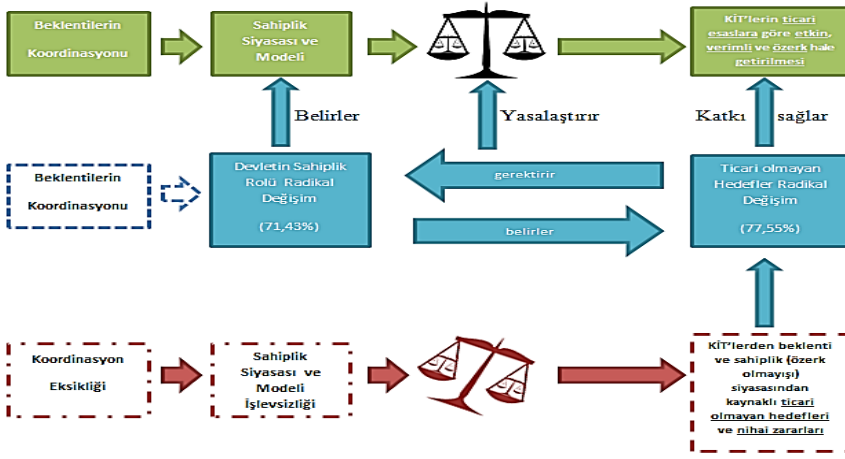 Beklentilerin
Koordinasyonu
Sahiplik
Siyasası ve
Modeli
KİT'lerin ticari
esaslara göre etkin,
verimli ve özerk hale
getirilmesi
Belirler
Yasalaştırır
Katkı sağlar
Beklentilerin
Koordinasyonu
Devletin Sahiplik
Rolü Radikal
Değişim
(71,43%)
gerektirir
belirler
Ticari olmayan
Hedefler Radikal
Değişim
(77,55%)
Koordinasyon
Eksikliği
Sahiplik
Siyasası ve
Modeli
İşlevsizliği
KİT'lerden beklenti
ve sahiplik (özerk
olmayışı)
siyasasından
kaynaklı ticari
olmayan hedefleri
ve nihai zararları